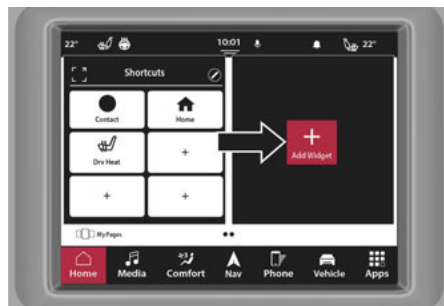 22° 10:01 22°
Shortcuts
Contact
Home
Add Widget
Drv Heat
+
+
+
My Pages
Home Media Comfort Nav Phone Vehicle Apps